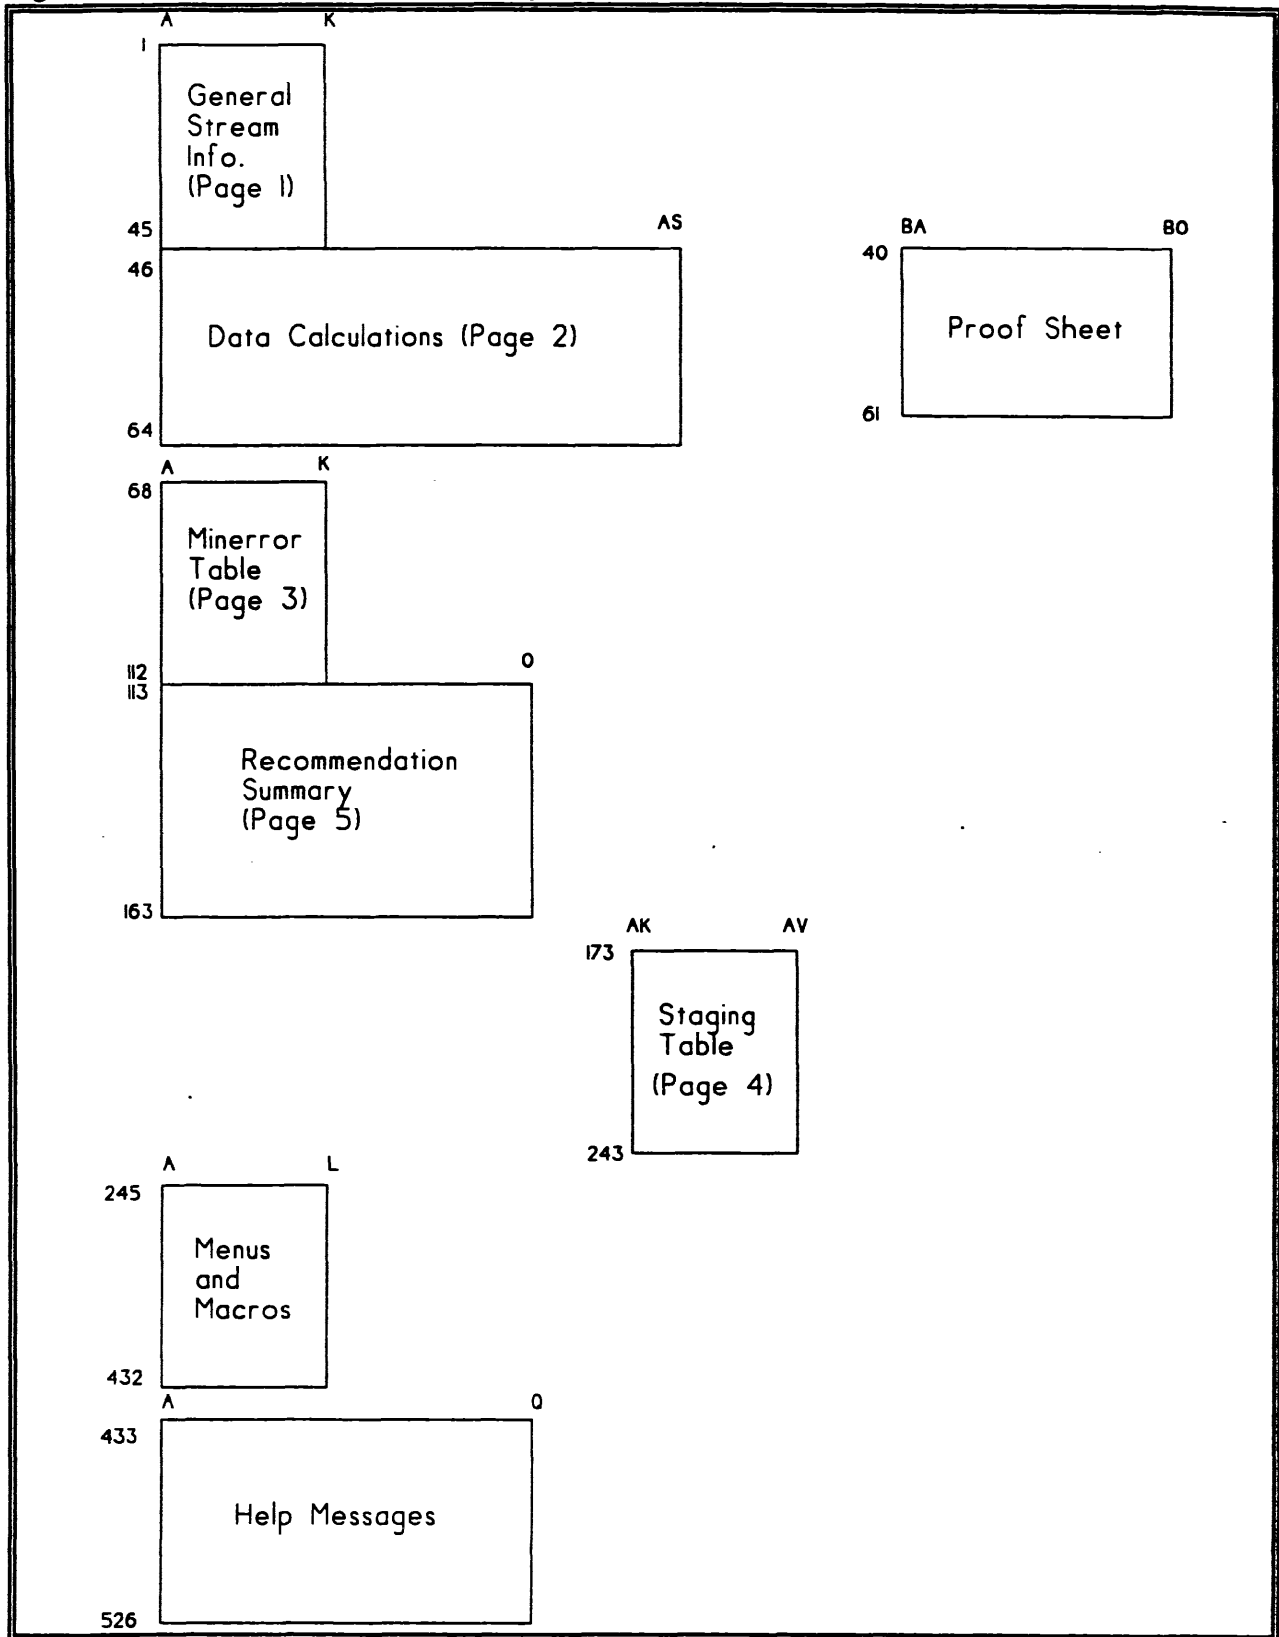 A K
1
General
Stream
Info.
(Page 1)
45
AS
46
Data Calculations (Page 2)
64
BA BO
40
Proof Sheet
61
A K
68
Minerror
Table
(Page 3)
112
O
113
Recommendation
Summary
(Page 5)
163
AK AV
173
Staging
Table
(Page 4)
243
A L
245
Menus
and
Macros
432
A Q
433
Help Messages
526